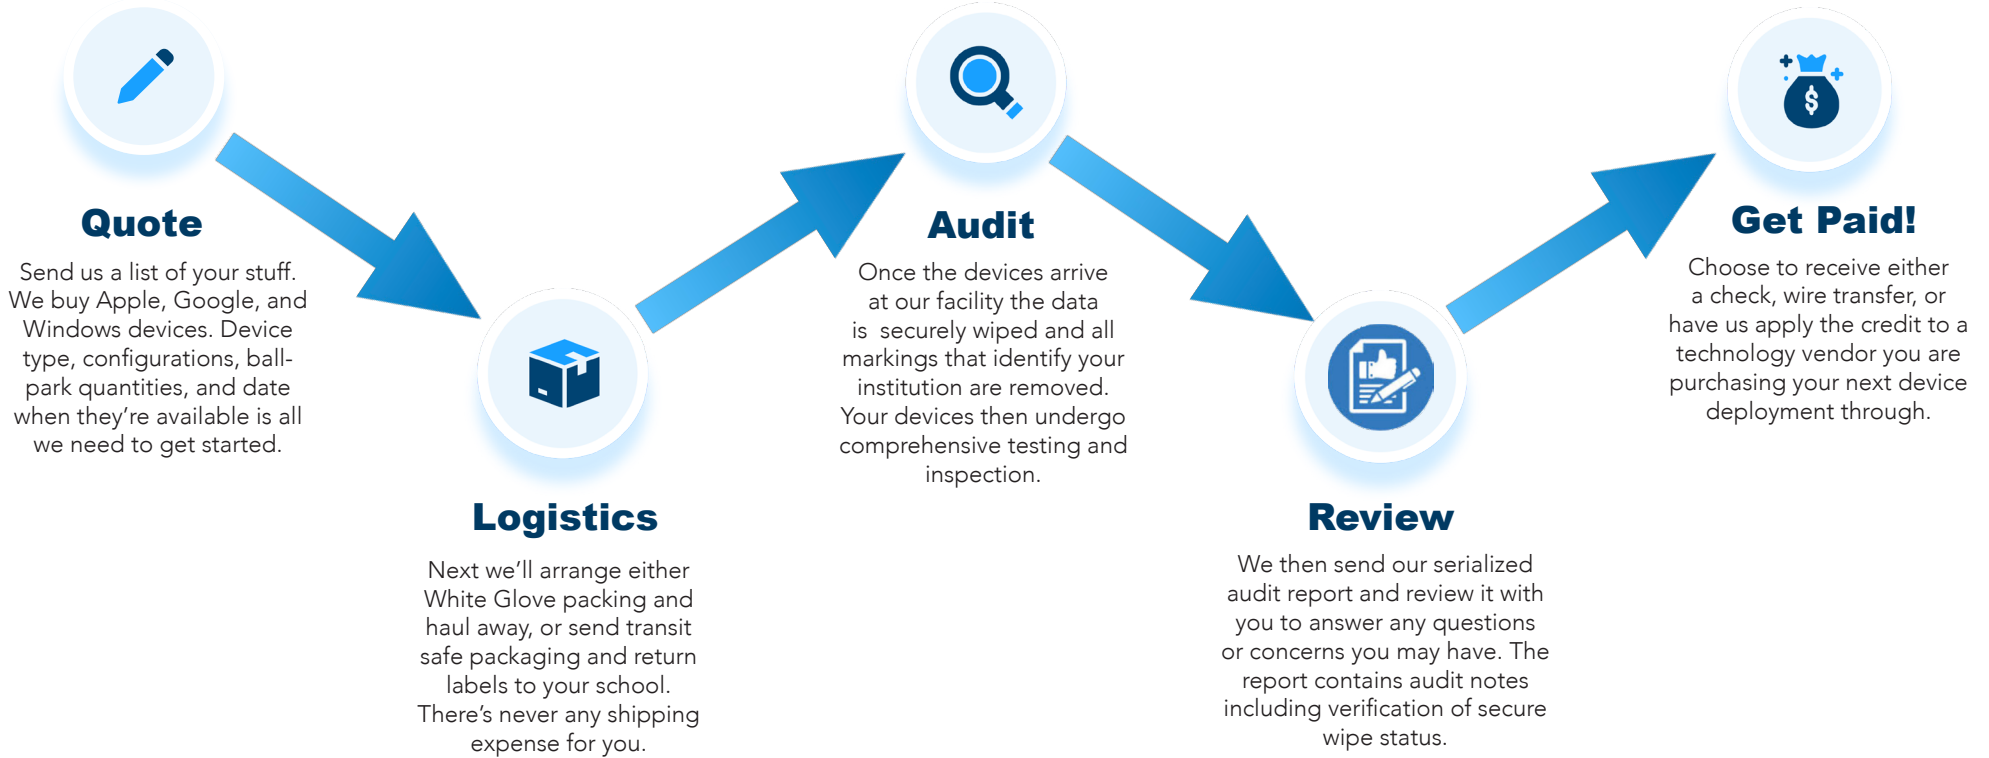 Quote
Send us a list of your stuff.
We buy Apple, Google, and
Windows devices. Device
type, configurations, ball-
park quantities, and date
when they’re available is all
we need to get started.
Logistics
Next we’ll arrange either
White Glove packing and
haul away, or send transit
safe packaging and return
labels to your school.
There’s never any shipping
expense for you.
Audit
Once the devices arrive
at our facility the data
is  securely wiped and all
markings that identify your
institution are removed.
Your devices then undergo
comprehensive testing and
inspection.
Review
We then send our serialized
audit report and review it with
you to answer any questions
or concerns you may have. The
report contains audit notes
including verification of secure
wipe status.
$
Get Paid!
Choose to receive either
a check, wire transfer, or
have us apply the credit to a
technology vendor you are
purchasing your next device
deployment through.